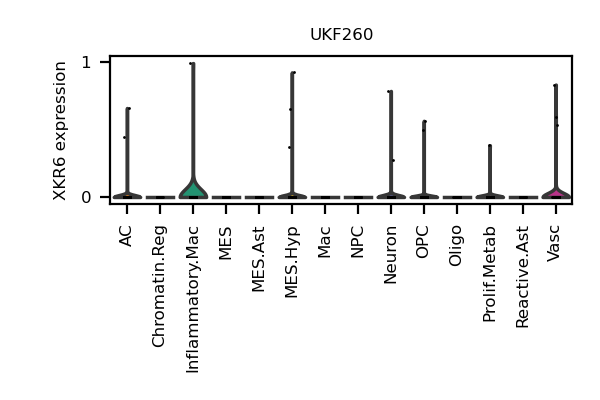 UKF260
XKR6 expression
1
0
AC
Chromatin.Reg
Inflammatory.Mac
MES
MES.Ast
MES.Hyp
Mac
NPC
Neuron
OPC
Oligo
Prolif.Metab
Reactive.Ast
Vasc